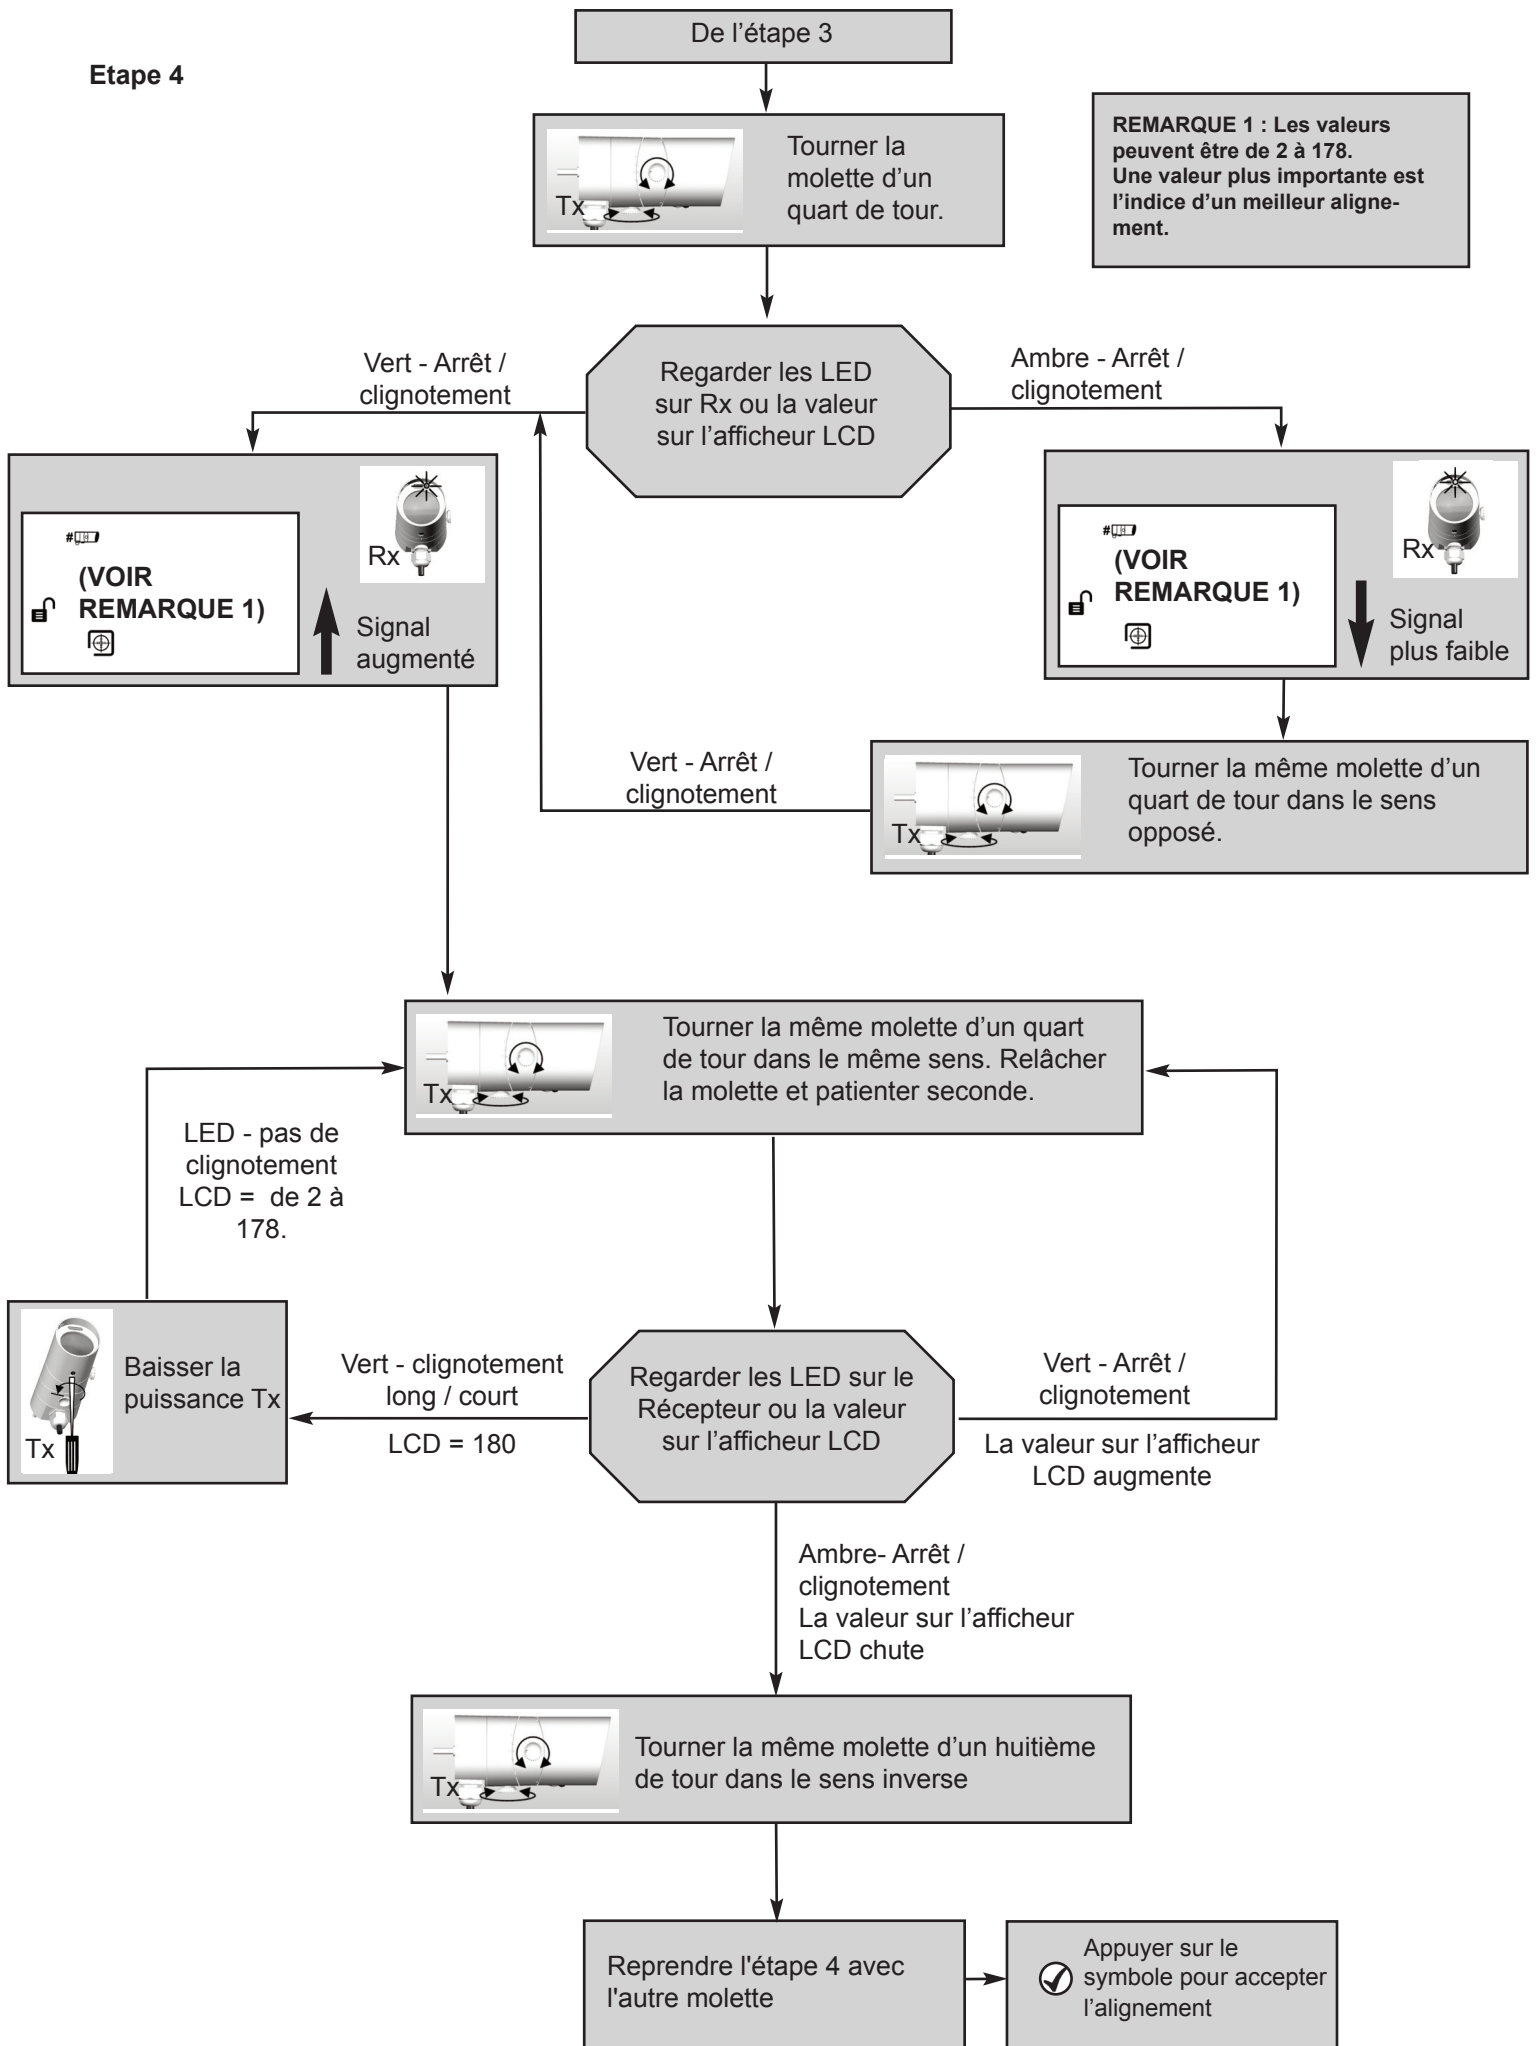 De l’étape 3
Etape 4
REMARQUE 1 : Les valeurs
peuvent être de 2 à 178.
Une valeur plus importante est
l’indice d’un meilleur aligne-
ment.
Tx
Tourner la
molette d’un
quart de tour.
Vert - Arrêt /
clignotement
Regarder les LED
sur Rx ou la valeur
sur l’afficheur LCD
Ambre - Arrêt /
clignotement
#
(VOIR
REMARQUE 1)
Rx
Signal
augmenté
#
(VOIR
REMARQUE 1)
Rx
Signal
plus faible
Vert - Arrêt /
clignotement
Tx
Tourner la même molette d’un
quart de tour dans le sens
opposé.
Tx
Tourner la même molette d’un quart
de tour dans le même sens. Relâcher
la molette et patienter seconde.
LED - pas de
clignotement
LCD =  de 2 à
178.
Tx
Baisser la
puissance Tx
Vert - clignotement
long / court
LCD = 180
Regarder les LED sur le
Récepteur ou la valeur
sur l’afficheur LCD
Vert - Arrêt /
clignotement
La valeur sur l’afficheur
LCD augmente
Ambre- Arrêt /
clignotement
La valeur sur l’afficheur
LCD chute
Tx
Tourner la même molette d’un huitième
de tour dans le sens inverse
Reprendre l'étape 4 avec
l'autre molette
Appuyer sur le
symbole pour accepter
l’alignement